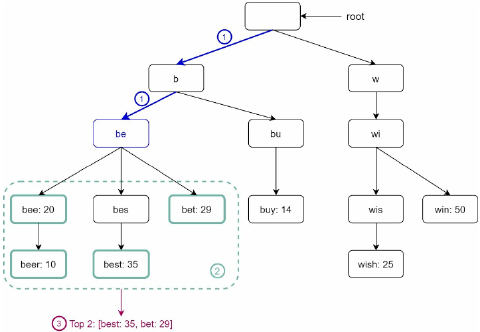 root
1
b
w
1
be
bu
wi
bee: 20
bes
bet: 29
buy: 14
wis
win: 50
beer: 10
best: 35
2
wish: 25
3 Top 2: [best: 35, bet: 29]